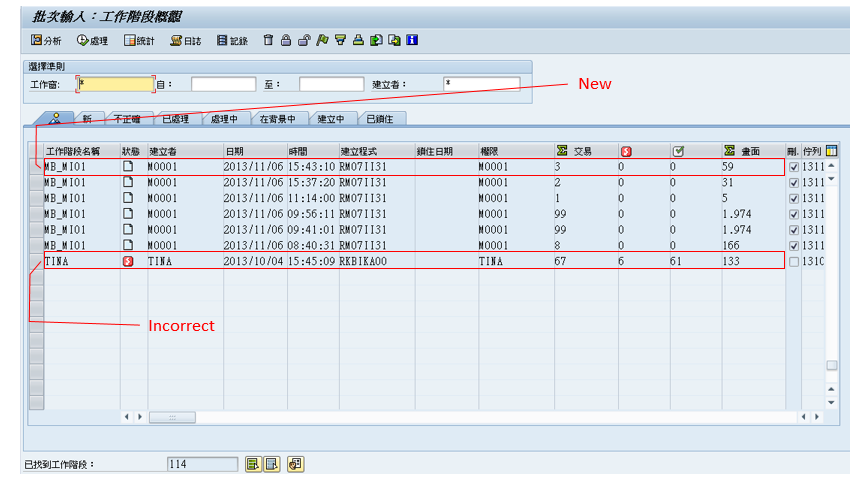 批次輸入：工作階段概觀
分析 處理 統計 日誌 記錄
選擇準則
工作階: * 自： 至： 建立者： *
New
新 不正確 已處理 處理中 在背景中 建立中 已鎖住
工作階段名稱 狀態 建立者 日期 時間 建立程式 鎖住日期 權限 交易 畫面 刪. 佇列
MB_MI01 M0001 2013/11/06 15:43:10 RM07II31 M0001 3 0 0 59 1311
MB_MI01 M0001 2013/11/06 15:37:20 RM07II31 M0001 2 0 0 31 1311
MB_MI01 M0001 2013/11/06 11:14:00 RM07II31 M0001 1 0 0 5 1311
MB_MI01 M0001 2013/11/06 09:56:11 RM07II31 M0001 99 0 0 1.974 1311
MB_MI01 M0001 2013/11/06 09:41:01 RM07II31 M0001 99 0 0 1.974 1311
MB_MI01 M0001 2013/11/06 08:40:31 RM07II31 M0001 8 0 0 166 1311
TINA TINA 2013/10/04 15:45:09 RKBIKA00 TINA 67 6 61 133 131C
Incorrect
已找到工作階段： 114